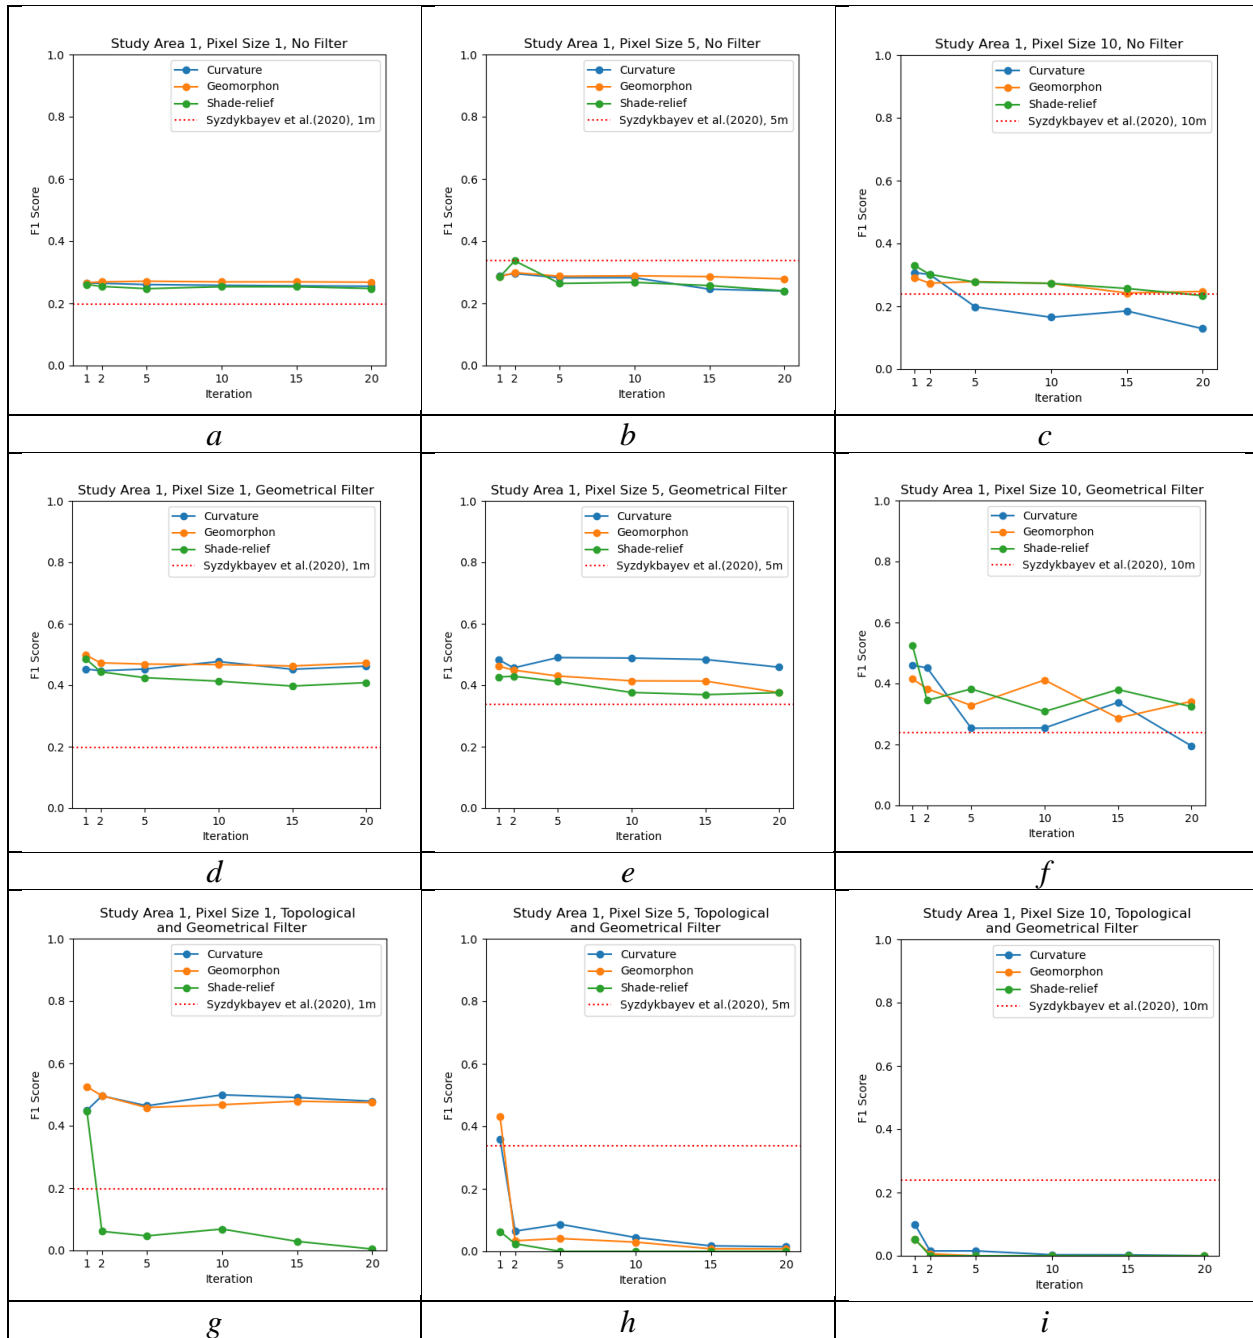 Study Area 1, Pixel Size 1, No Filter
1.0
0.8
0.6
0.4
0.2
0.0
F1 Score
Curvature
Geomorphon
Shade-relief
Syzdykbayev et al.(2020), 1m
1 2 5 10 15 20
Iteration
Study Area 1, Pixel Size 5, No Filter
1.0
0.8
0.6
0.4
0.2
0.0
F1 Score
Curvature
Geomorphon
Shade-relief
Syzdykbayev et al.(2020), 5m
1 2 5 10 15 20
Iteration
Study Area 1, Pixel Size 10, No Filter
1.0
0.8
0.6
0.4
0.2
0.0
F1 Score
Curvature
Geomorphon
Shade-relief
Syzdykbayev et al.(2020), 10m
1 2 5 10 15 20
Iteration
a
b
c
Study Area 1, Pixel Size 1, Geometrical Filter
1.0
0.8
0.6
0.4
0.2
0.0
F1 Score
Curvature
Geomorphon
Shade-relief
Syzdykbayev et al.(2020), 1m
1 2 5 10 15 20
Iteration
Study Area 1, Pixel Size 5, Geometrical Filter
1.0
0.8
0.6
0.4
0.2
0.0
F1 Score
Curvature
Geomorphon
Shade-relief
Syzdykbayev et al.(2020), 5m
1 2 5 10 15 20
Iteration
Study Area 1, Pixel Size 10, Geometrical Filter
1.0
0.8
0.6
0.4
0.2
0.0
F1 Score
Curvature
Geomorphon
Shade-relief
Syzdykbayev et al.(2020), 10m
1 2 5 10 15 20
Iteration
d
e
f
Study Area 1, Pixel Size 1, Topological
and Geometrical Filter
1.0
0.8
0.6
0.4
0.2
0.0
F1 Score
Curvature
Geomorphon
Shade-relief
Syzdykbayev et al.(2020), 1m
1 2 5 10 15 20
Iteration
Study Area 1, Pixel Size 5, Topological
and Geometrical Filter
1.0
0.8
0.6
0.4
0.2
0.0
F1 Score
Curvature
Geomorphon
Shade-relief
Syzdykbayev et al.(2020), 5m
1 2 5 10 15 20
Iteration
Study Area 1, Pixel Size 10, Topological
and Geometrical Filter
1.0
0.8
0.6
0.4
0.2
0.0
F1 Score
Curvature
Geomorphon
Shade-relief
Syzdykbayev et al.(2020), 10m
1 2 5 10 15 20
Iteration
g
h
i